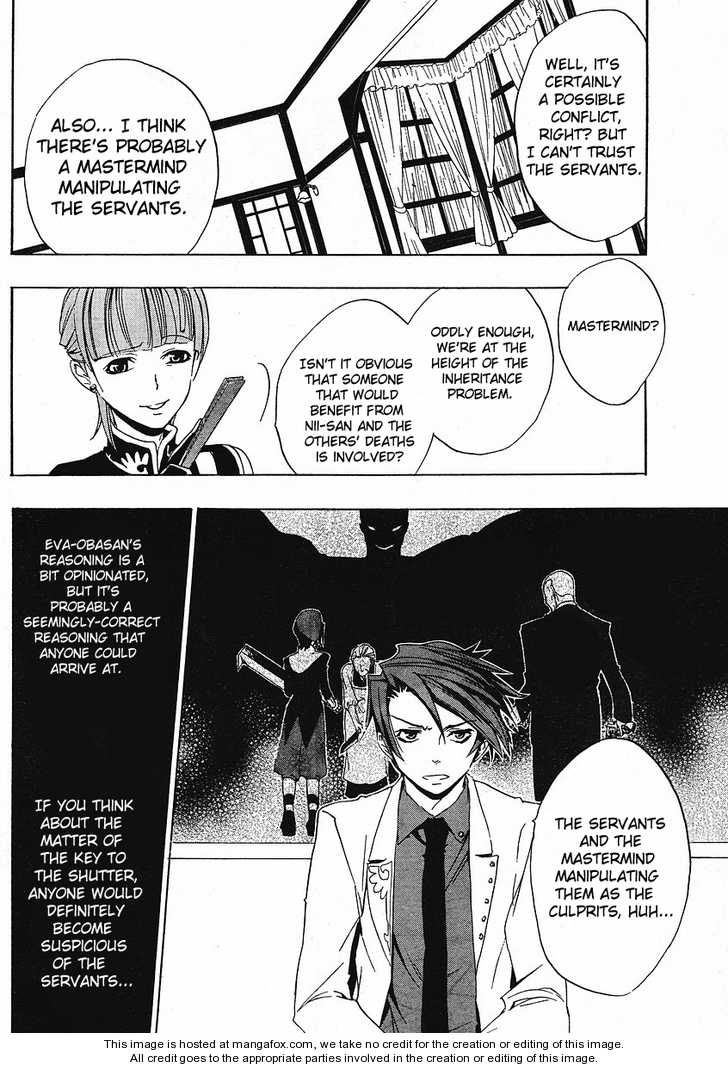 WELL, IT'S
CERTAINLY
A POSSIBLE
CONFLICT,
RIGHT? BUT
I CAN'T TRUST
THE SERVANTS.
ALSO... I THINK
THERE'S PROBABLY
A MASTERMIND
MANIPULATING
THE SERVANTS.
MASTERMIND?
ODDLY ENOUGH,
WE'RE AT THE
HEIGHT OF THE
INHERITANCE
PROBLEM.
ISN'T IT OBVIOUS
THAT SOMEONE
THAT WOULD
BENEFIT FROM
NII-SAN AND THE
OTHERS' DEATHS
IS INVOLVED?
EVA-OBASAN'S
REASONING IS A
BIT OPINIONATED,
BUT IT'S
PROBABLY A
SEEMINGLY-CORRECT
REASONING THAT
ANYONE COULD
ARRIVE AT.
THE SERVANTS
AND THE
MASTERMIND
MANIPULATING
THEM AS THE
CULPRITS, HUH...
IF YOU THINK
ABOUT THE
MATTER OF
THE KEY TO
THE SHUTTER,
ANYONE WOULD
DEFINITELY
BECOME
SUSPICIOUS
OF THE
SERVANTS...
This image is hosted at mangafox.com, we take no credit for the creation or editing of this image.
All credit goes to the appropriate parties involved in the creation or editing of this image.